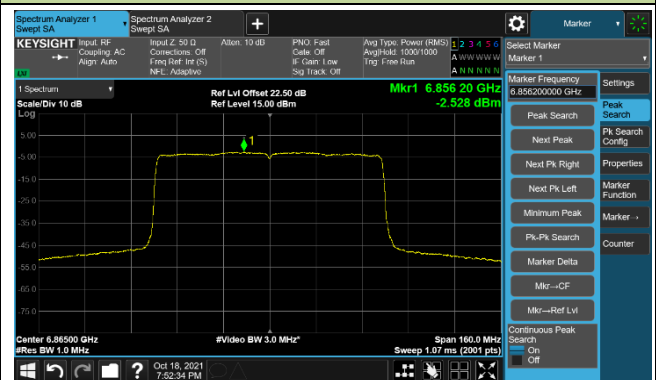 Spectrum Analyzer 1
Swept SA
Spectrum Analyzer 2
Swept SA
+
Marker
KEYSIGHT
Input: RF
Coupling: AC
Align: Auto
Input Z: 50 Ω
Corrections: Off
Freq Ref: Int (S)
NFE: Adaptive
Atten: 10 dB
PNO: Fast
Gate: Off
IF Gain: Low
Sig Track: Off
Avg Type: Power (RMS)
Avg|Hold: 1000/1000
Trig: Free Run
1 2 3 4 5 6
A W W W W W
A N N N N N
Select Marker
Marker 1
LXI
1 Spectrum
Scale/Div 10 dB
Log
Ref Lvl Offset 22.50 dB
Ref Level 15.00 dBm
Mkr1 6.856 20 GHz
-2.528 dBm
1
5.00
-5.00
-15.0
-25.0
-35.0
-45.0
-55.0
-65.0
-75.0
Center 6.86500 GHz
#Res BW 1.0 MHz
#Video BW 3.0 MHz*
Span 160.0 MHz
Sweep 1.07 ms (2001 pts)
Marker Frequency
6.856200000 GHz
Peak Search
Next Peak
Next Pk Right
Next Pk Left
Minimum Peak
Pk-Pk Search
Marker Delta
Mkr→CF
Mkr→Ref Lvl
Continuous Peak
Search
On
Off
Settings
Peak
Search
Pk Search
Config
Properties
Marker
Function
Marker→
Counter
?
Oct 18, 2021
7:52:34 PM